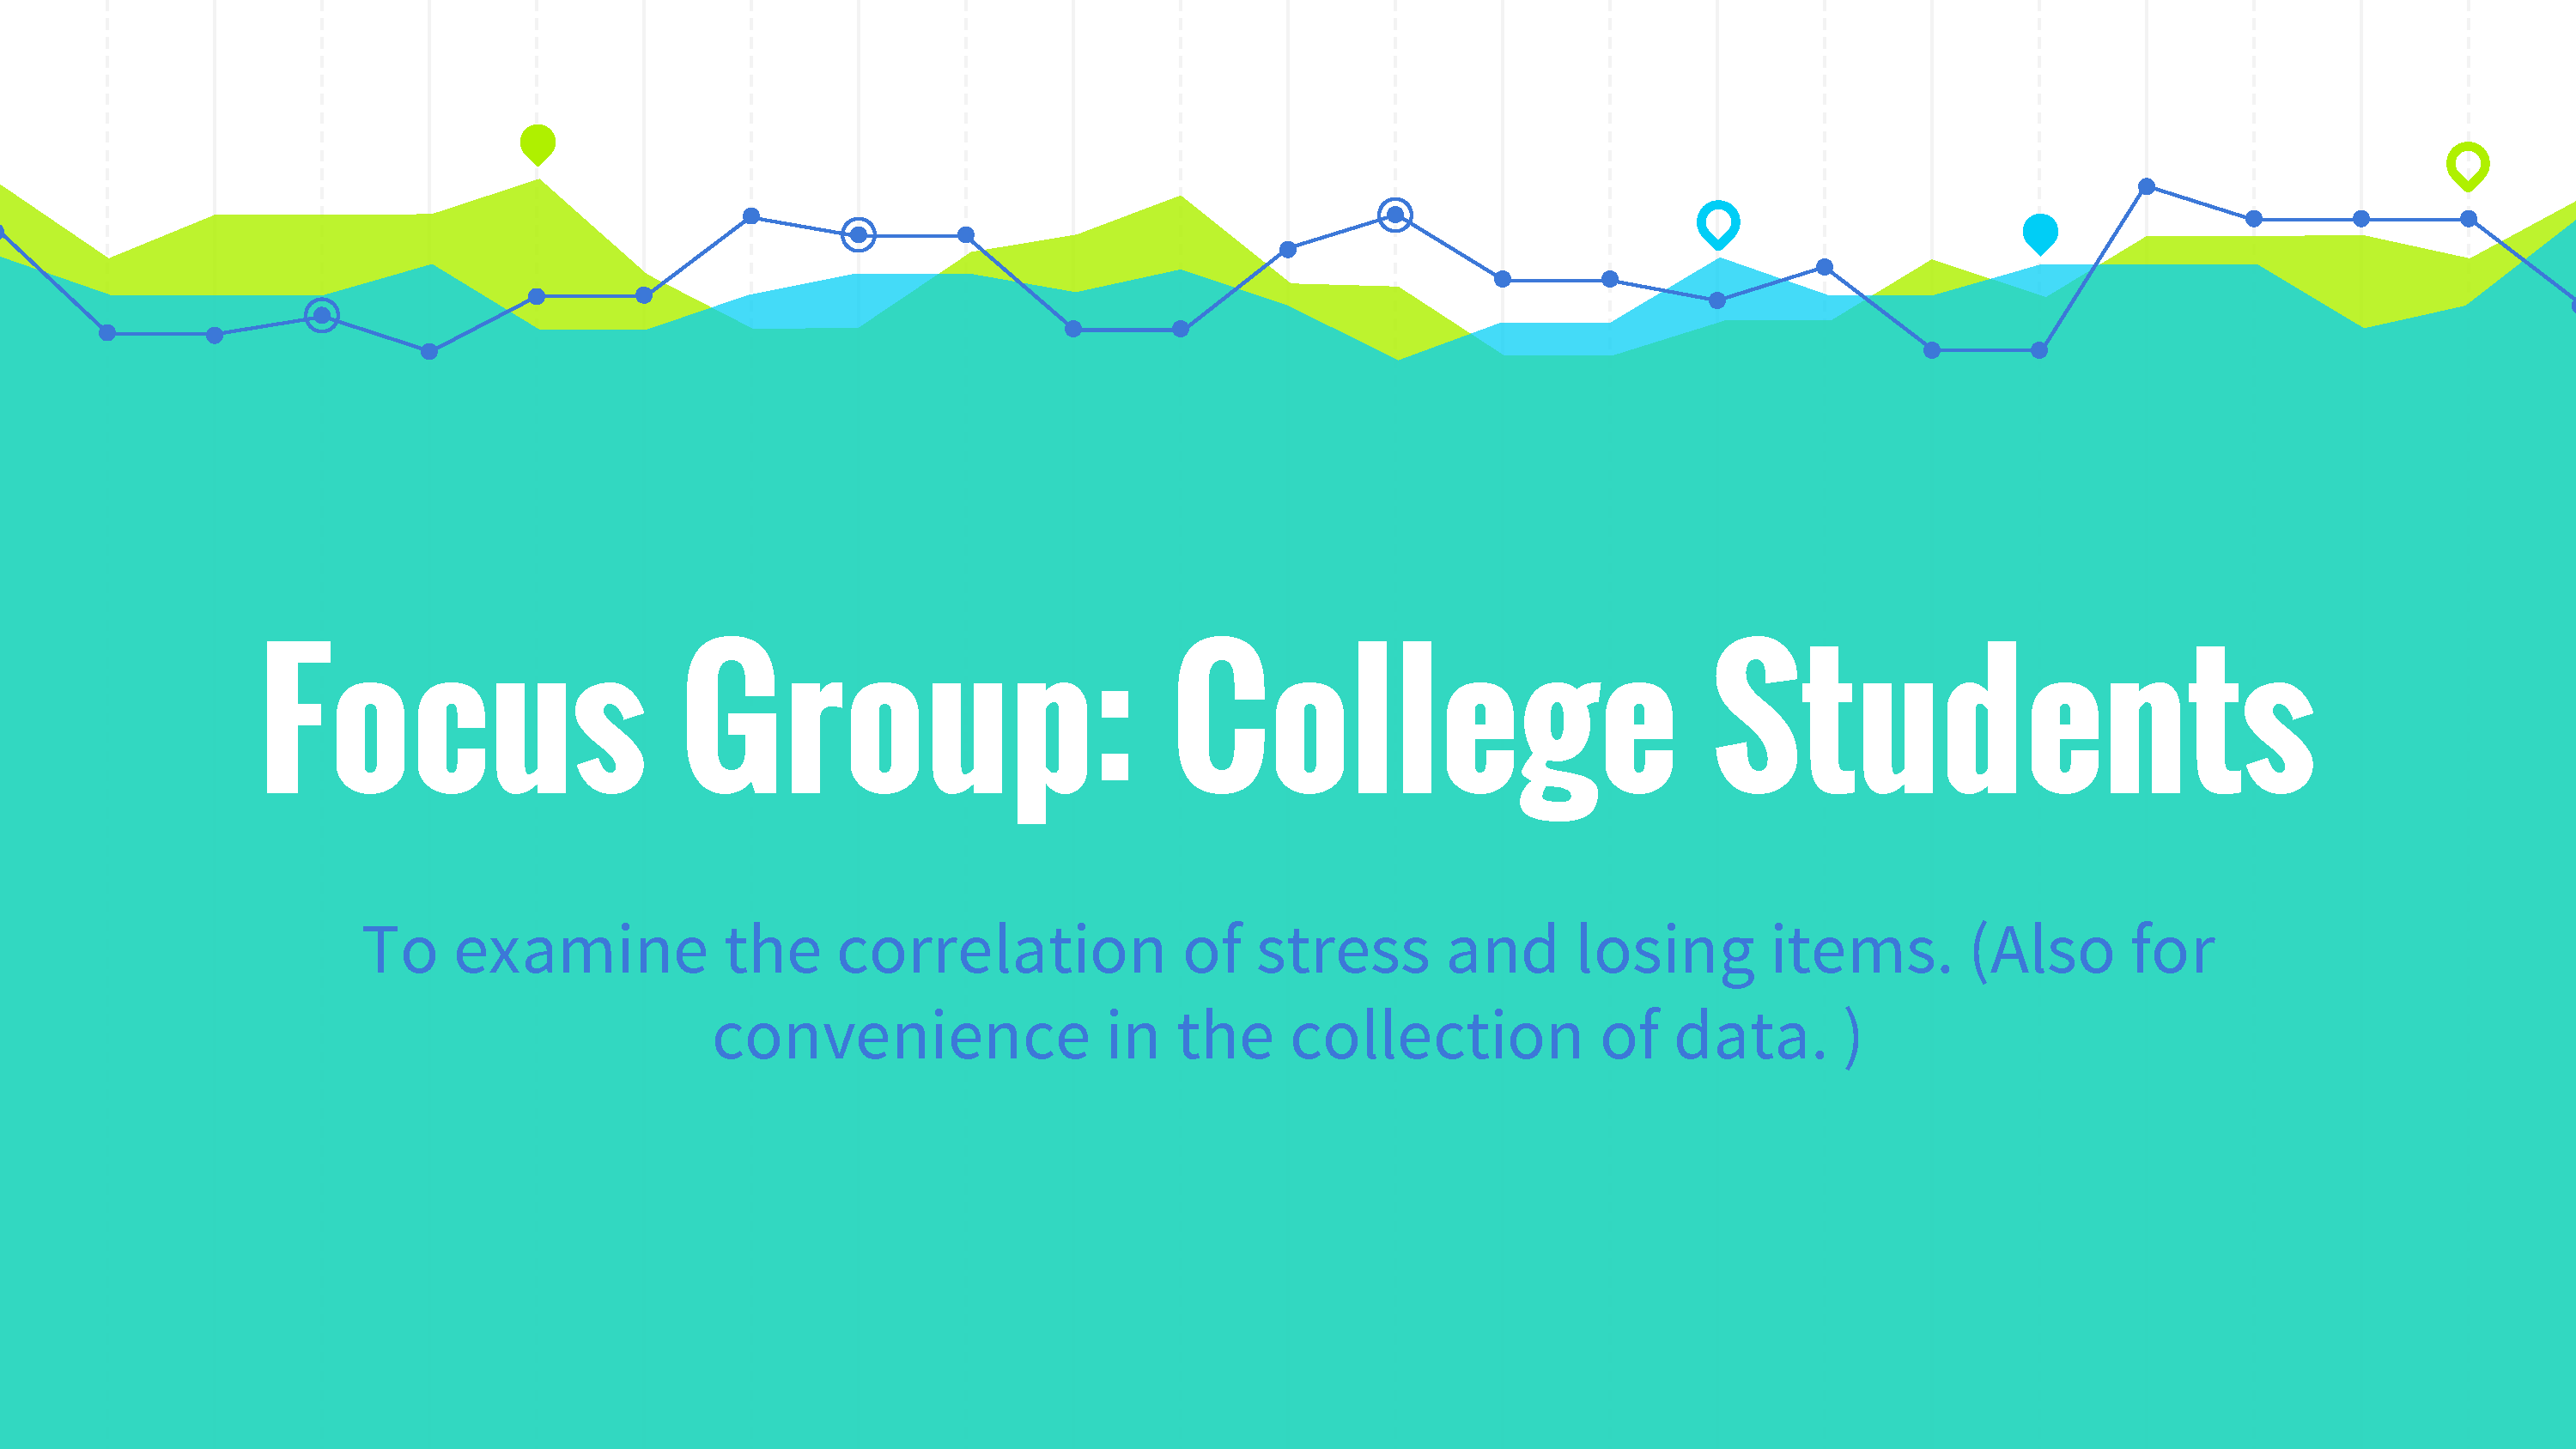 Focus Group: College Students
To examine the correlation of stress and losing items. (Also for
convenience in the collection of data. )